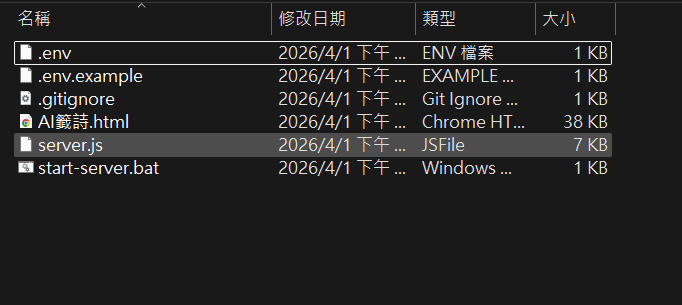 名稱 修改日期 類型 大小
.env 2026/4/1 下午 ... ENV 檔案 1 KB
.env.example 2026/4/1 下午 ... EXAMPLE ... 1 KB
.gitignore 2026/4/1 下午 ... Git Ignore ... 1 KB
AI籤詩.html 2026/4/1 下午 ... Chrome HT... 38 KB
server.js 2026/4/1 下午 ... JSFile 7 KB
start-server.bat 2026/4/1 下午 ... Windows ... 1 KB